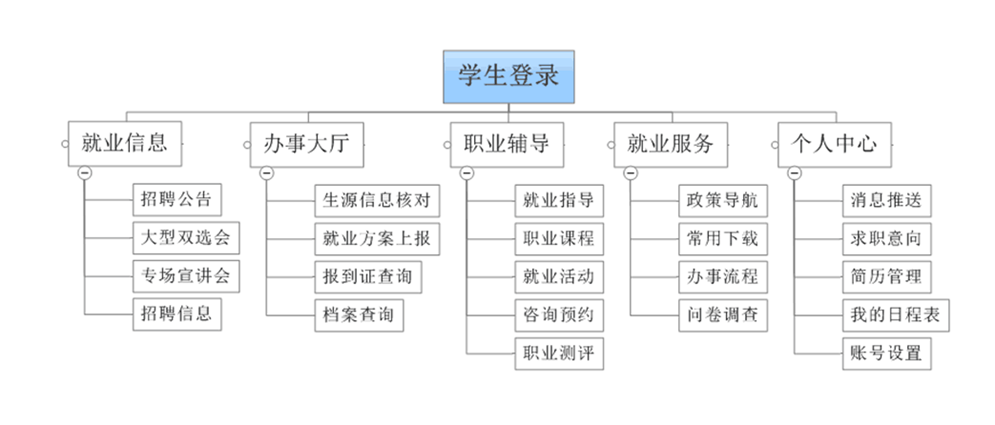 学生登录
就业信息
招聘公告
大型双选会
专场宣讲会
招聘信息
办事大厅
生源信息核对
就业方案上报
报到证查询
档案查询
职业辅导
就业指导
职业课程
就业活动
咨询预约
职业测评
就业服务
政策导航
常用下载
办事流程
问卷调查
个人中心
消息推送
求职意向
简历管理
我的日程表
账号设置